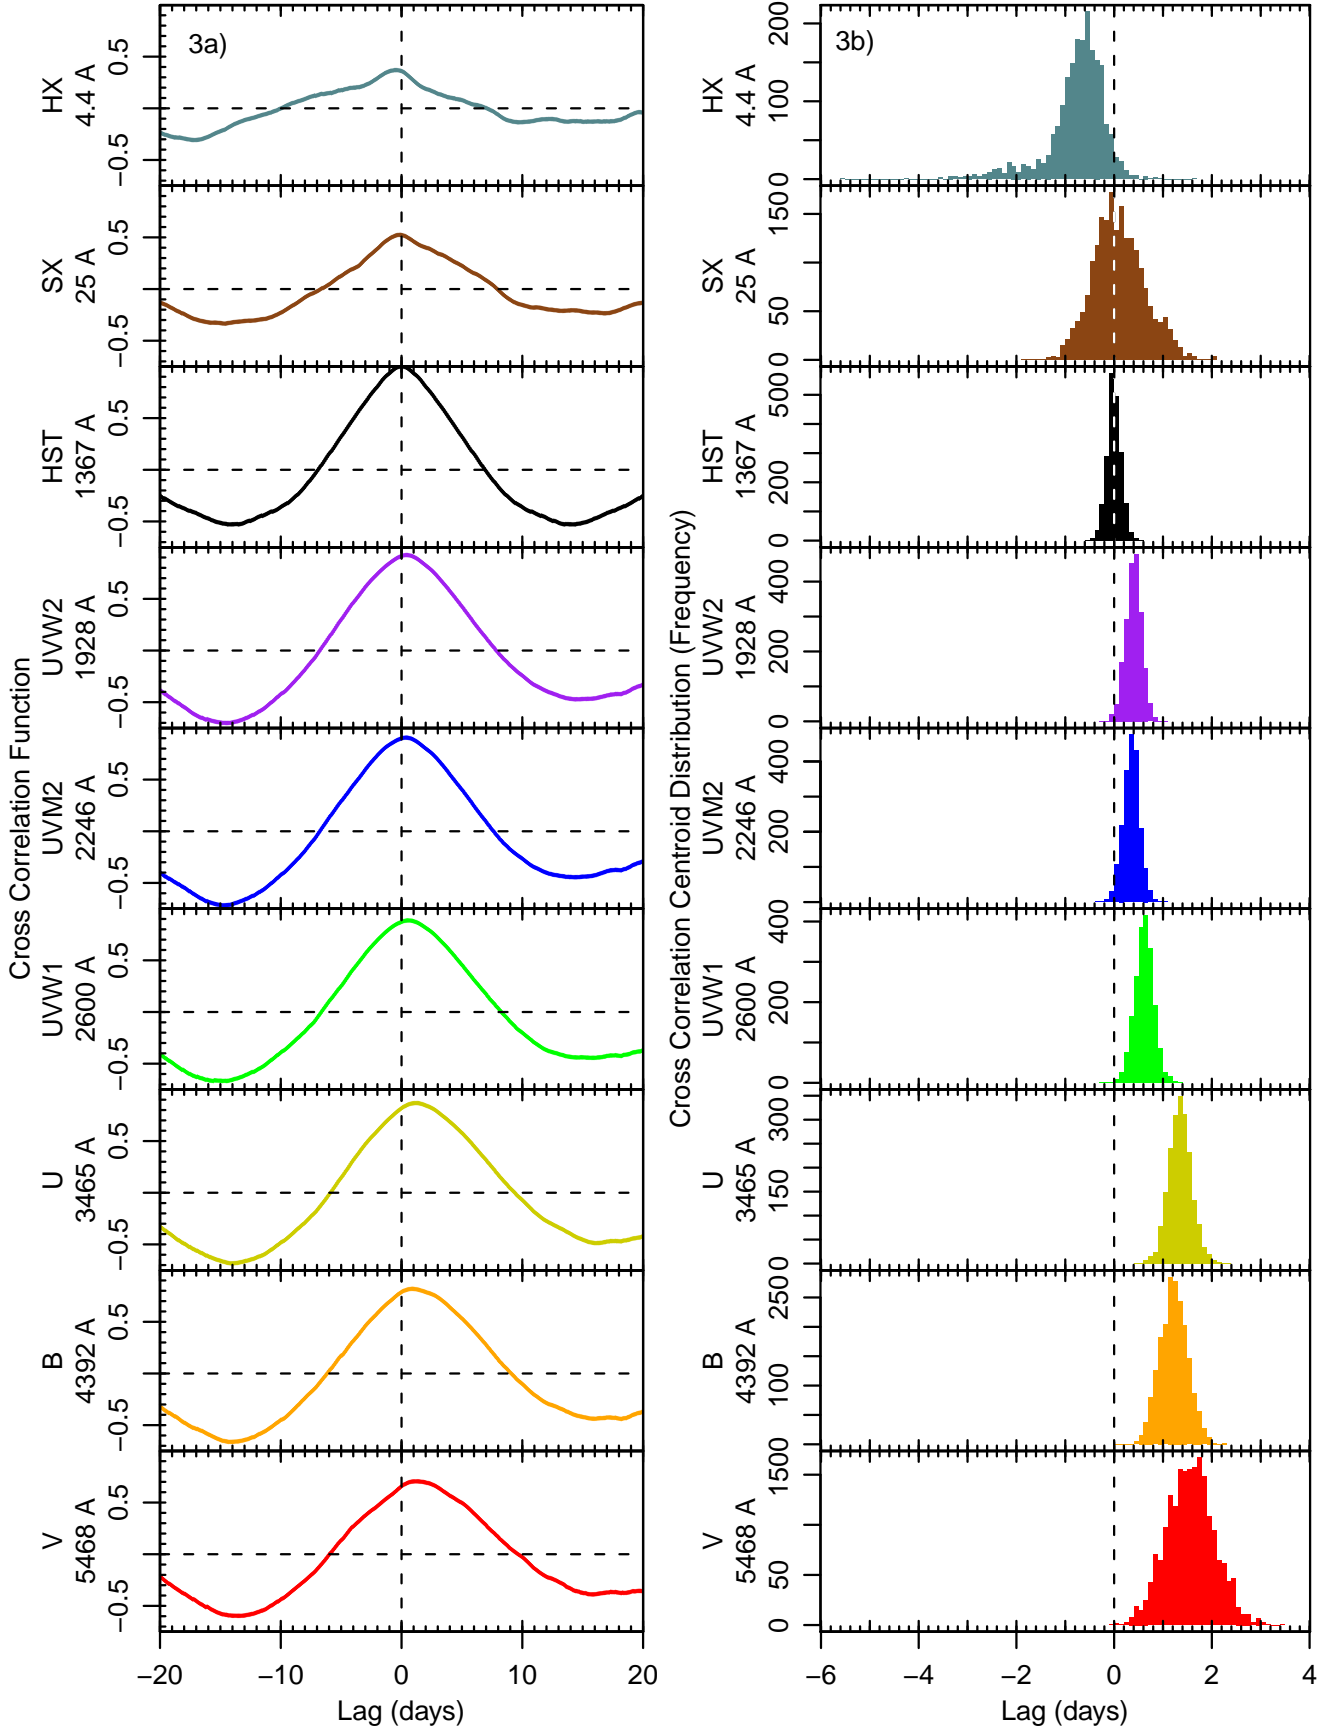 3a)
HX
4.4 A
−0.5 0.5
SX
25 A
−0.5 0.5
HST
1367 A
−0.5 0.5
UVW2
1928 A
−0.5 0.5
UVM2
2246 A
−0.5 0.5
UVW1
2600 A
−0.5 0.5
U
3465 A
−0.5 0.5
B
4392 A
−0.5 0.5
V
5468 A
−0.5 0.5
Cross Correlation Function
−20 −10 0 10 20
Lag (days)
3b)
HX
4.4 A
0 100 200
SX
25 A
0 50 150
HST
1367 A
0 200 500
UVW2
1928 A
0 200 400
UVM2
2246 A
0 200 400
UVW1
2600 A
0 200 400
U
3465 A
0 150 300
B
4392 A
0 100 250
V
5468 A
0 50 150
Cross Correlation Centroid Distribution (Frequency)
−6 −4 −2 0 2 4
Lag (days)